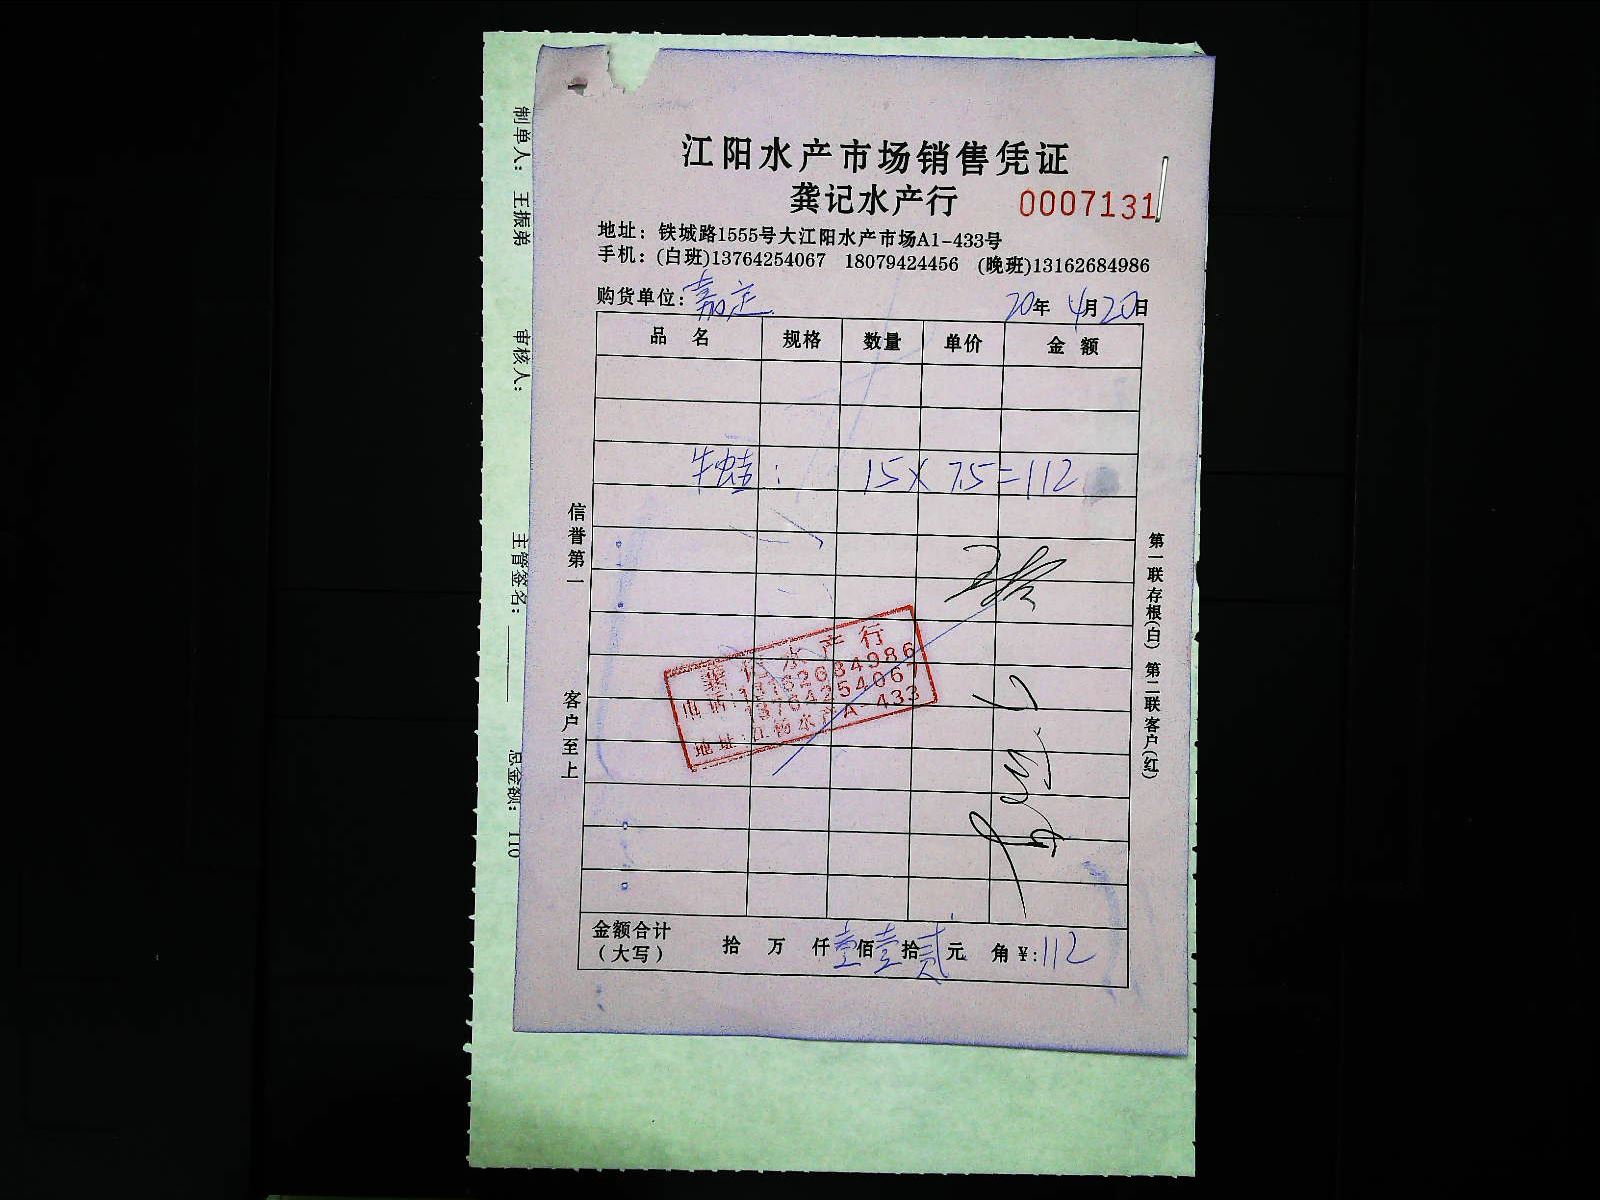 江阳水产市场销售凭证
龚记水产行 0007131
地址：铁城路1555号大江阳水产市场A1-433号
手机：(白班)13764254067 18079424456 (晚班)13162684986
购货单位：嘉定 20年 4月20日
品 名 规格 数量 单价 金 额
牛蛙： 15×7.5=112
龚记水产行
电话：13162684986
13764254067
地址：江杨水产A-433
金额合计（大写） 拾 万 仟壹佰壹拾贰元 角 ￥:112
信誉第一 客户至上
第一联存根(白) 第二联客户(红)
制单人： 王振弟 审核人： 主管签名： 总金额： 110